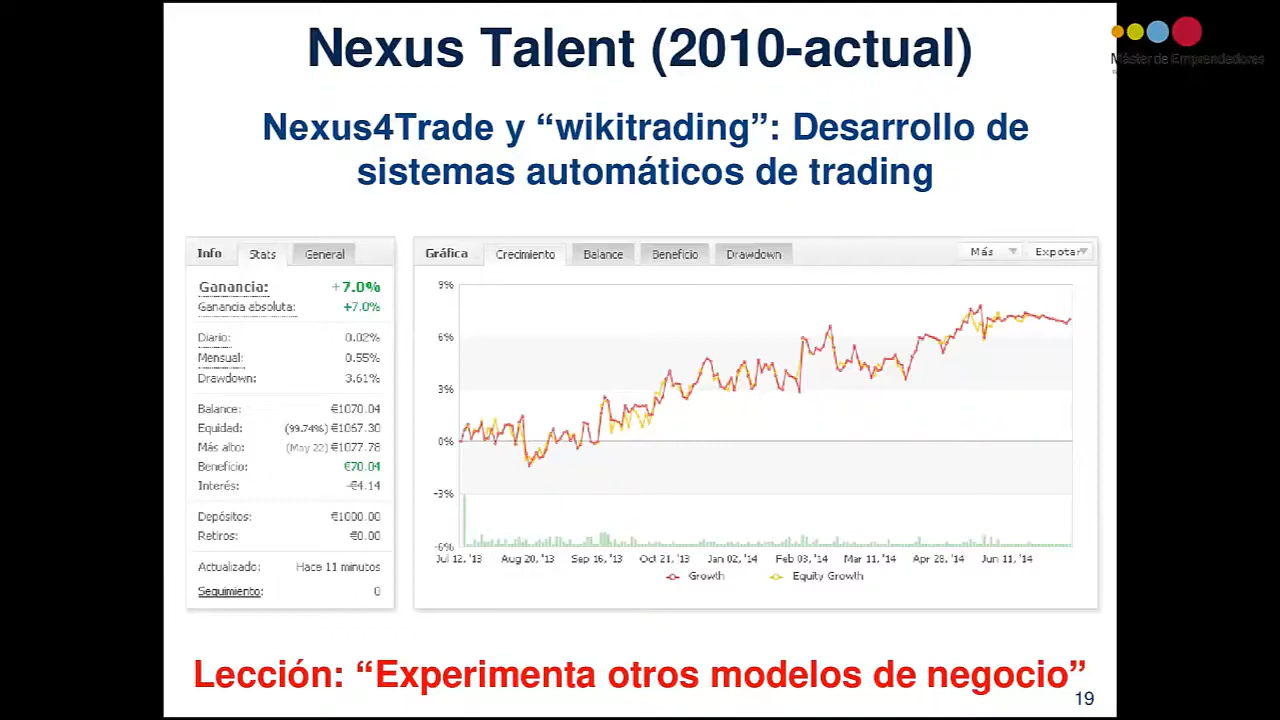 Nexus Talent (2010-actual)
Máster de Emprendedores
Nexus4Trade y “wikitrading”: Desarrollo de
sistemas automáticos de trading
Info Stats General
Ganancia: +7.0%
Ganancia absoluta: +7.0%
Diario: 0.02%
Mensual: 0.55%
Drawdown: 3.61%
Balance: €1070.04
Equidad: (99.74%) €1067.30
Más alto: (May 22) €1077.78
Beneficio: €70.04
Interés: -€4.14
Depósitos: €1000.00
Retiros: €0.00
Actualizado: Hace 11 minutos
Seguimiento: 0
Gráfica Crecimiento Balance Beneficio Drawdown Más Expotar
9%
6%
3%
0%
-3%
-6%
Jul 12, '13 Aug 20, '13 Sep 16, '13 Oct 21, '13 Jan 02, '14 Feb 03, '14 Mar 11, '14 Apr 28, '14 Jun 11, '14
Growth Equity Growth
Lección: “Experimenta otros modelos de negocio”
19